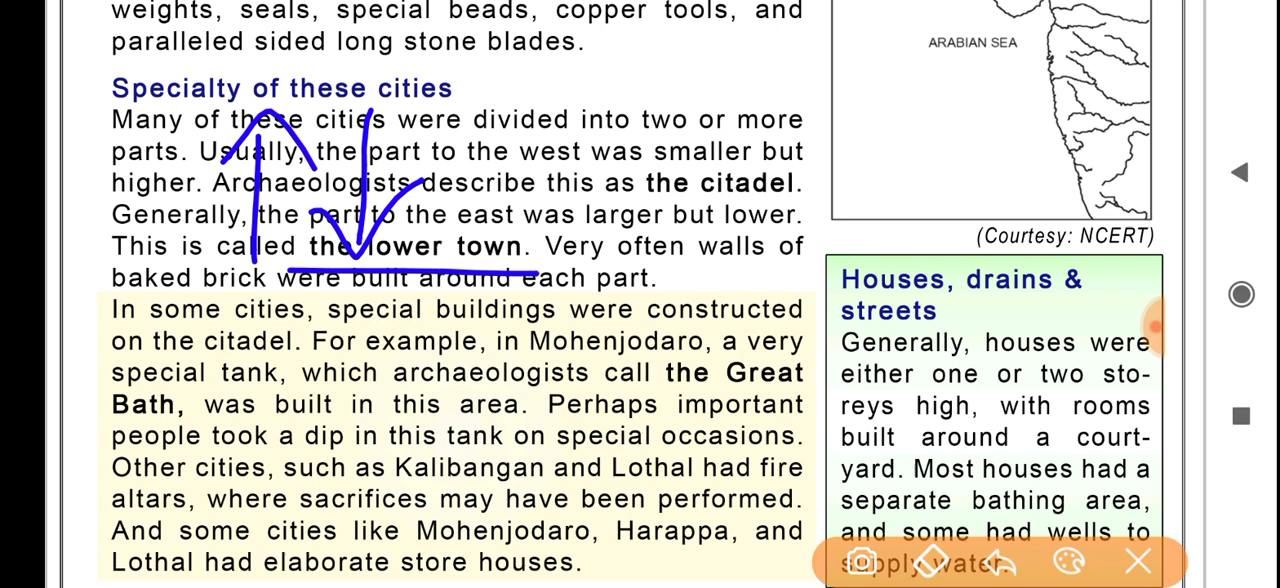 weights, seals, special beads, copper tools, and
paralleled sided long stone blades.
Specialty of these cities
Many of these cities were divided into two or more
parts. Usually, the part to the west was smaller but
higher. Archaeologists describe this as the citadel.
Generally, the part to the east was larger but lower.
This is called the lower town. Very often walls of
baked brick were built around each part.
In some cities, special buildings were constructed
on the citadel. For example, in Mohenjodaro, a very
special tank, which archaeologists call the Great
Bath, was built in this area. Perhaps important
people took a dip in this tank on special occasions.
Other cities, such as Kalibangan and Lothal had fire
altars, where sacrifices may have been performed.
And some cities like Mohenjodaro, Harappa, and
Lothal had elaborate store houses.
ARABIAN SEA
(Courtesy: NCERT)
Houses, drains &
streets
Generally, houses were
either one or two sto-
reys high, with rooms
built around a court-
yard. Most houses had a
separate bathing area,
and some had wells to
supply water.